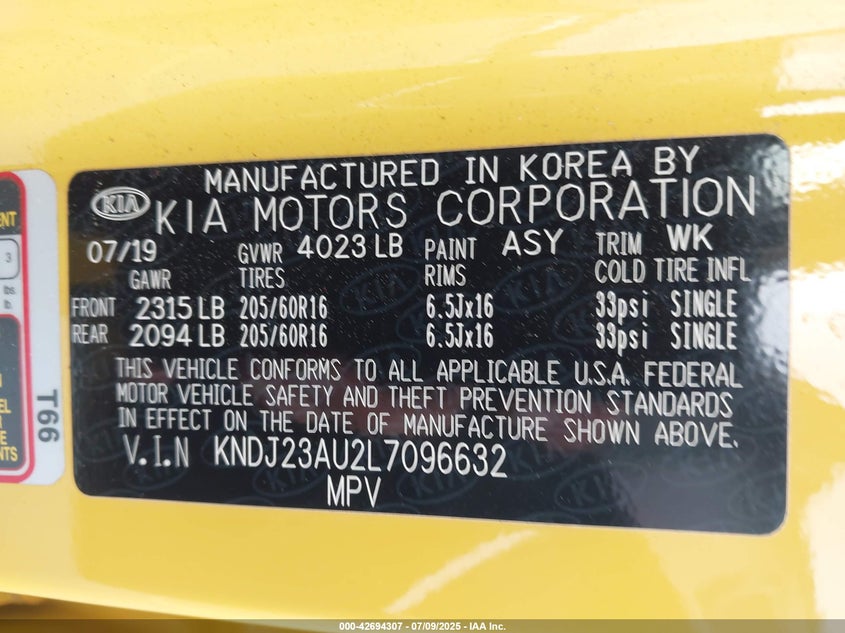 MANUFACTURED IN KOREA BY
KIA KIA MOTORS CORPORATION
07/19 GVWR 4023 LB PAINT ASY TRIM WK
GAWR TIRES RIMS COLD TIRE INFL
FRONT 2315 LB 205/60R16 6.5Jx16 33psi SINGLE
REAR 2094 LB 205/60R16 6.5Jx16 33psi SINGLE
THIS VEHICLE CONFORMS TO ALL APPLICABLE U.S.A. FEDERAL
MOTOR VEHICLE SAFETY AND THEFT PREVENTION STANDARDS
IN EFFECT ON THE DATE OF MANUFACTURE SHOWN ABOVE.
V.I.N KNDJ23AU2L7096632
MPV
T66
3
lbs.
lb.
000-42694307 - 07/09/2025 - IAA Inc.